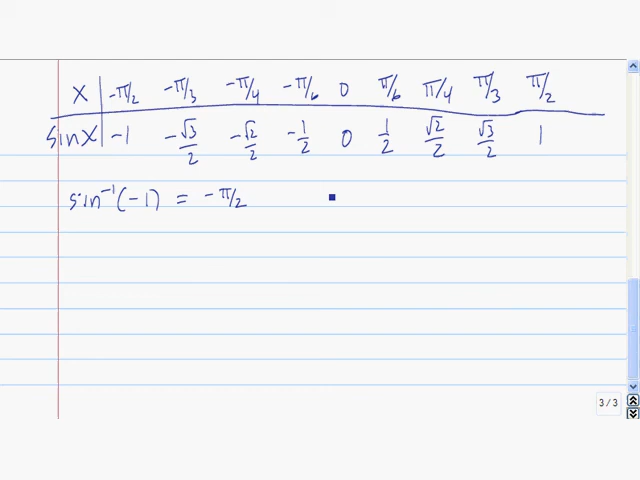 x | -π/2 -π/3 -π/4 -π/6 0 π/6 π/4 π/3 π/2
sinx | -1 -√3/2 -√2/2 -1/2 0 1/2 √2/2 √3/2 1
sin⁻¹(-1) = -π/2
3/3